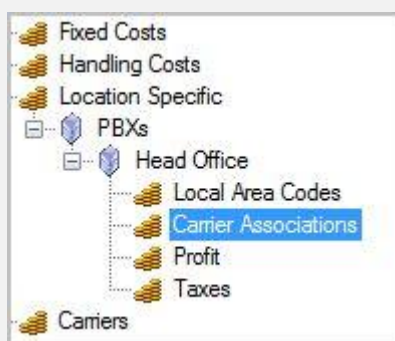 Fixed Costs
Handling Costs
Location Specific
PBXs
Head Office
Local Area Codes
Carrier Associations
Profit
Taxes
Carriers